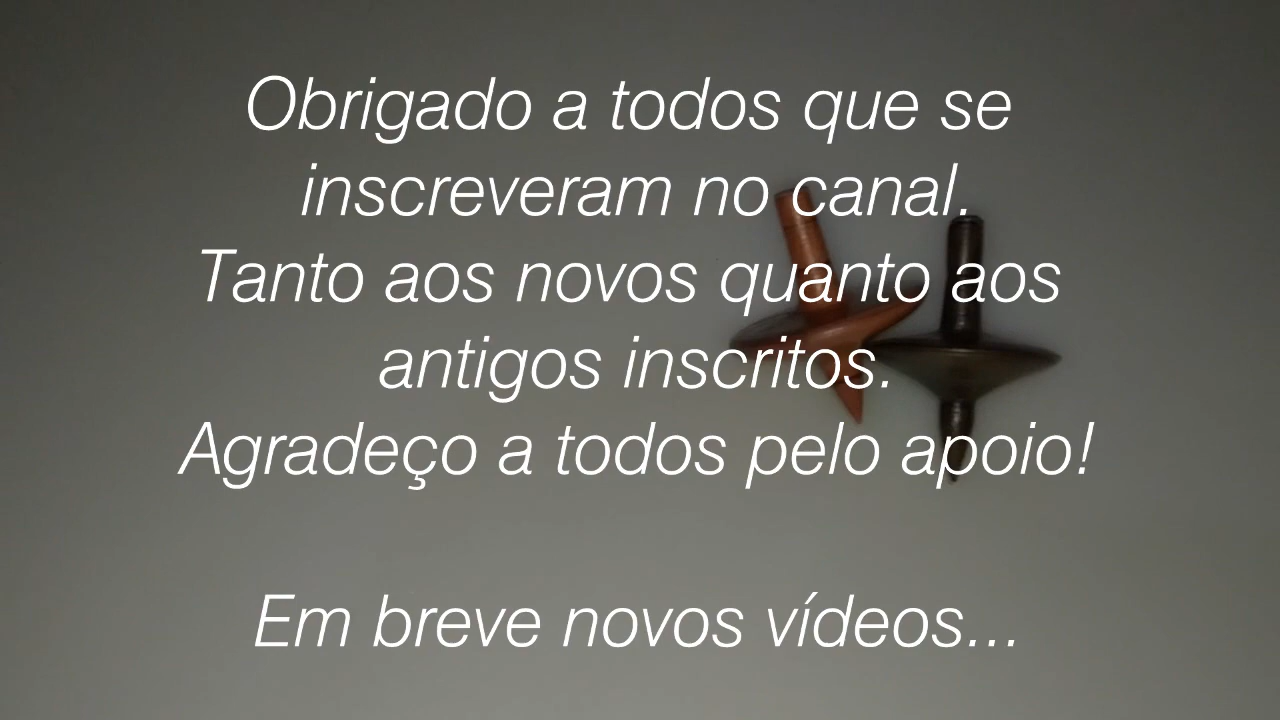 Obrigado a todos que se
inscreveram no canal.
Tanto aos novos quanto aos
antigos inscritos.
Agradeço a todos pelo apoio!
Em breve novos vídeos...